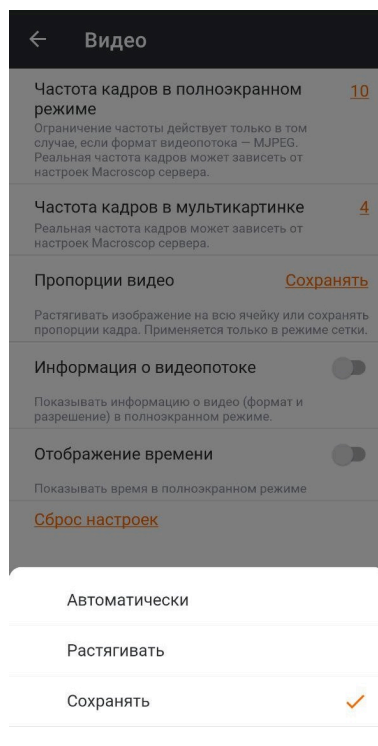 Видео
Частота кадров в полноэкранном
режиме
10
Ограничение частоты действует только в том
случае, если формат видеопотока — MJPEG.
Реальная частота кадров может зависеть от
настроек Macroscop сервера.
Частота кадров в мультикартинке
4
Реальная частота кадров может зависеть от
настроек Macroscop сервера.
Пропорции видео
Сохранять
Растягивать изображение на всю ячейку или сохранять
пропорции кадра. Применяется только в режиме сетки.
Информация о видеопотоке
Показывать информацию о видео (формат и
разрешение) в полноэкранном режиме.
Отображение времени
Показывать время в полноэкранном режиме
Сброс настроек
Автоматически
Растягивать
Сохранять